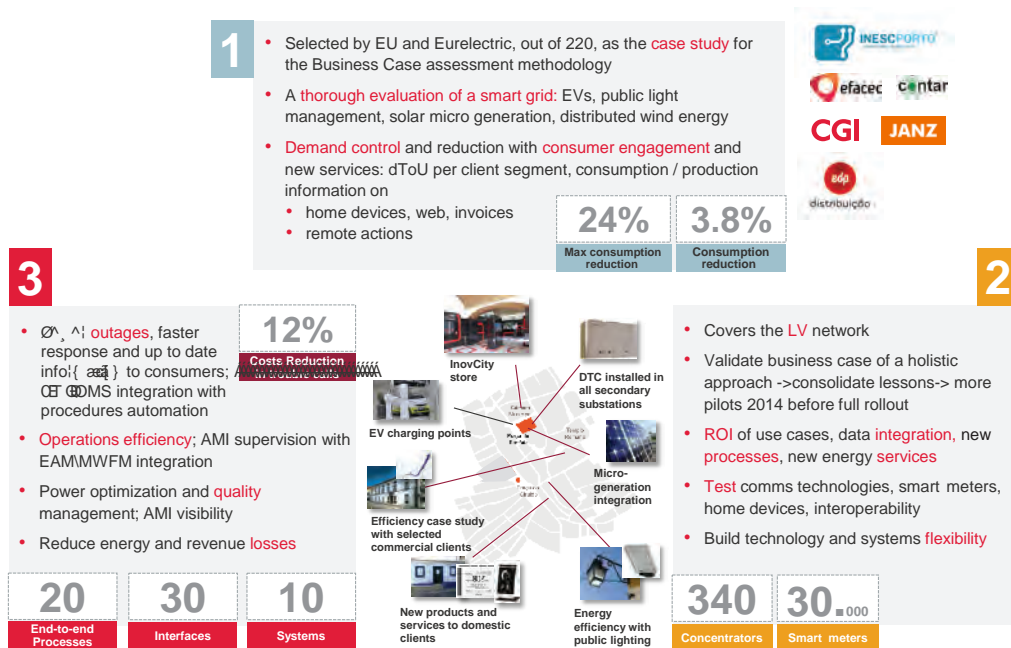 1
• Selected by EU and Eurelectric, out of 220, as the case study for
the Business Case assessment methodology
• A thorough evaluation of a smart grid: EVs, public light
management, solar micro generation, distributed wind energy
• Demand control and reduction with consumer engagement and
new services: dToU per client segment, consumption / production
information on
• home devices, web, invoices
• remote actions
24%
Max consumption
reduction
3.8%
Consumption
reduction
INESCPORTO
efacec
contar
CGI
JANZ
edp
distribuição
3
• outages, faster
response and up to date
to consumers;
integration with
procedures automation
• Operations efficiency; AMI supervision with
EAM\MWFM integration
• Power optimization and quality
management; AMI visibility
• Reduce energy and revenue losses
12%
Costs Reduction
20
End-to-end
Processes
30
Interfaces
10
Systems
InovCity
store
DTC installed in
all secondary
substations
EV charging points
Micro-
generation
integration
Efficiency case study
with selected
commercial clients
New products and
services to domestic
clients
Energy
efficiency with
public lighting
2
• Covers the LV network
• Validate business case of a holistic
approach ->consolidate lessons-> more
pilots 2014 before full rollout
• ROI of use cases, data integration, new
processes, new energy services
• Test comms technologies, smart meters,
home devices, interoperability
• Build technology and systems flexibility
340
Concentrators
30.000
Smart meters